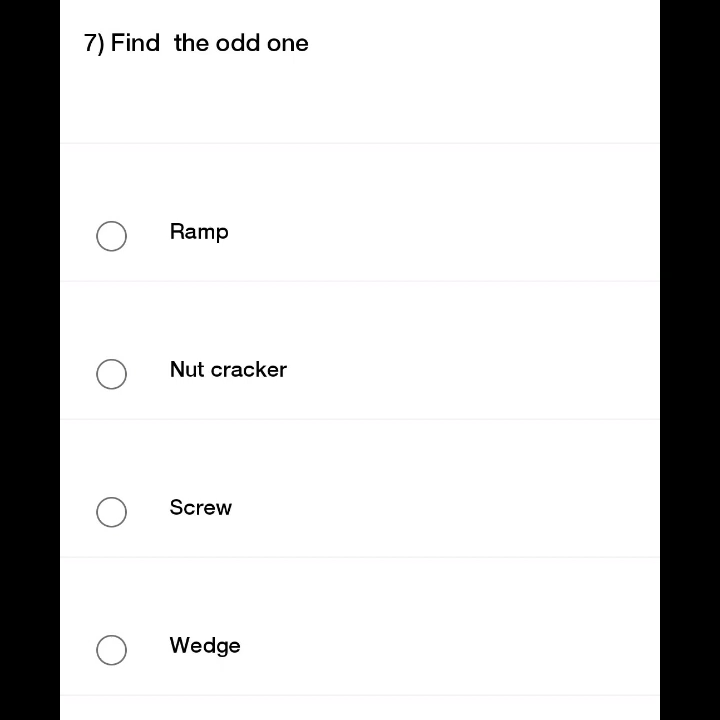 7) Find  the odd one
Ramp
Nut cracker
Screw
Wedge